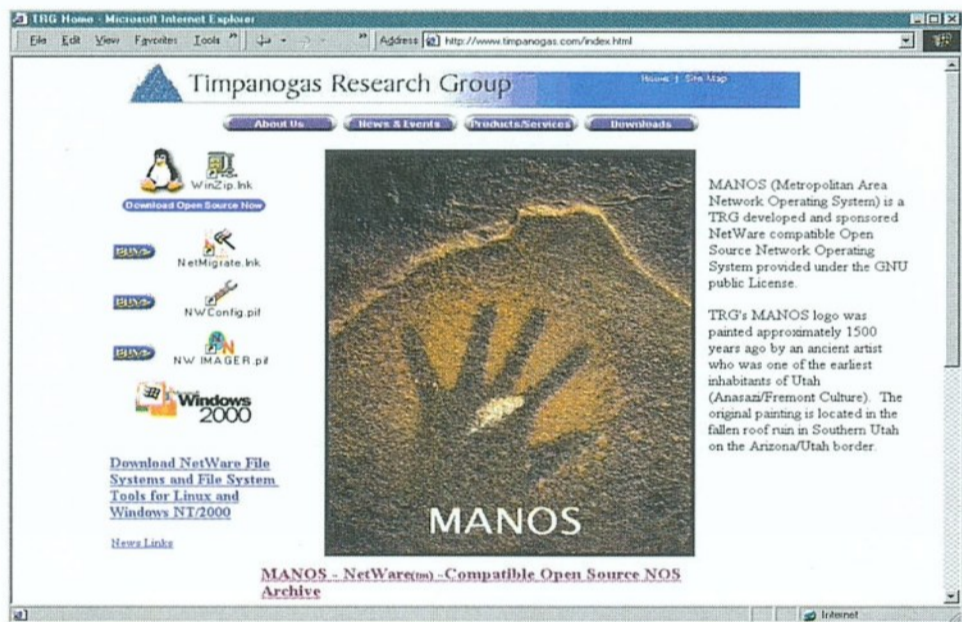 TRG Home - Microsoft Internet Explorer
File Edit View Favorites Tools » » Address http://www.timpanogas.com/index.html
Timpanogas Research Group
Home | Site Map
About Us News & Events Products/Services Downloads
WinZip.lnk
Download Open Source Now
NetMigrate.lnk
NWConfig.pif
NW IMAGER.pif
Windows
2000
Download NetWare File
Systems and File System
Tools for Linux and
Windows NT/2000
News Links
MANOS
MANOS (Metropolitan Area
Network Operating System) is a
TRG developed and sponsored
NetWare compatible Open
Source Network Operating
System provided under the GNU
public License.
TRG's MANOS logo was
painted approximately 1500
years ago by an ancient artist
who was one of the earliest
inhabitants of Utah
(Anasazi/Fremont Culture). The
original painting is located in the
fallen roof ruin in Southern Utah
on the Arizona/Utah border.
MANOS - NetWare(tm) -Compatible Open Source NOS
Archive
Internet